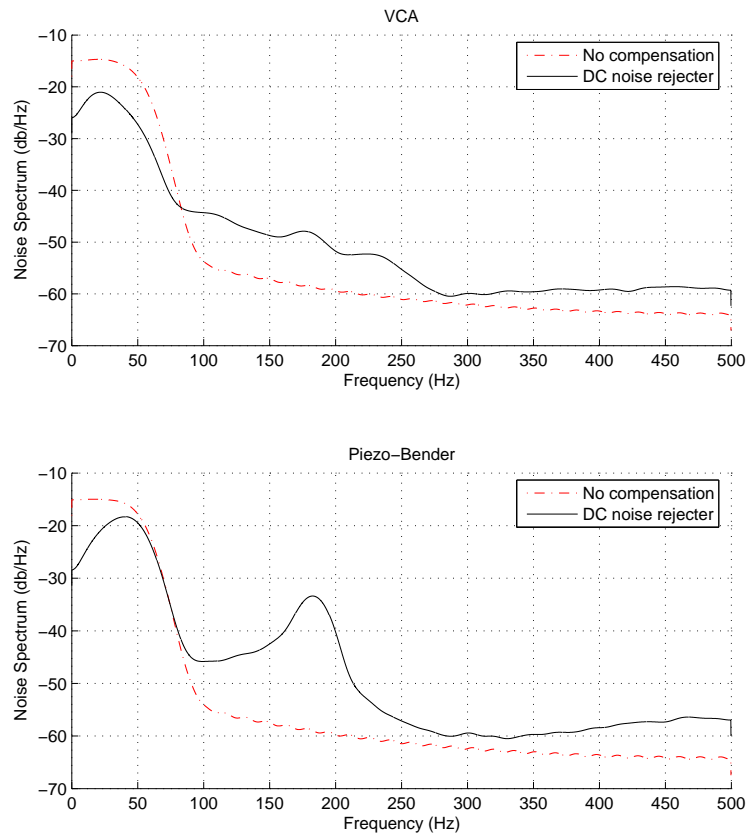 VCA
−10
−20
−30
−40
−50
−60
−70
Noise Spectrum (db/Hz)
No compensation
DC noise rejecter
0 50 100 150 200 250 300 350 400 450 500
Frequency (Hz)
Piezo−Bender
−10
−20
−30
−40
−50
−60
−70
Noise Spectrum (db/Hz)
No compensation
DC noise rejecter
0 50 100 150 200 250 300 350 400 450 500
Frequency (Hz)